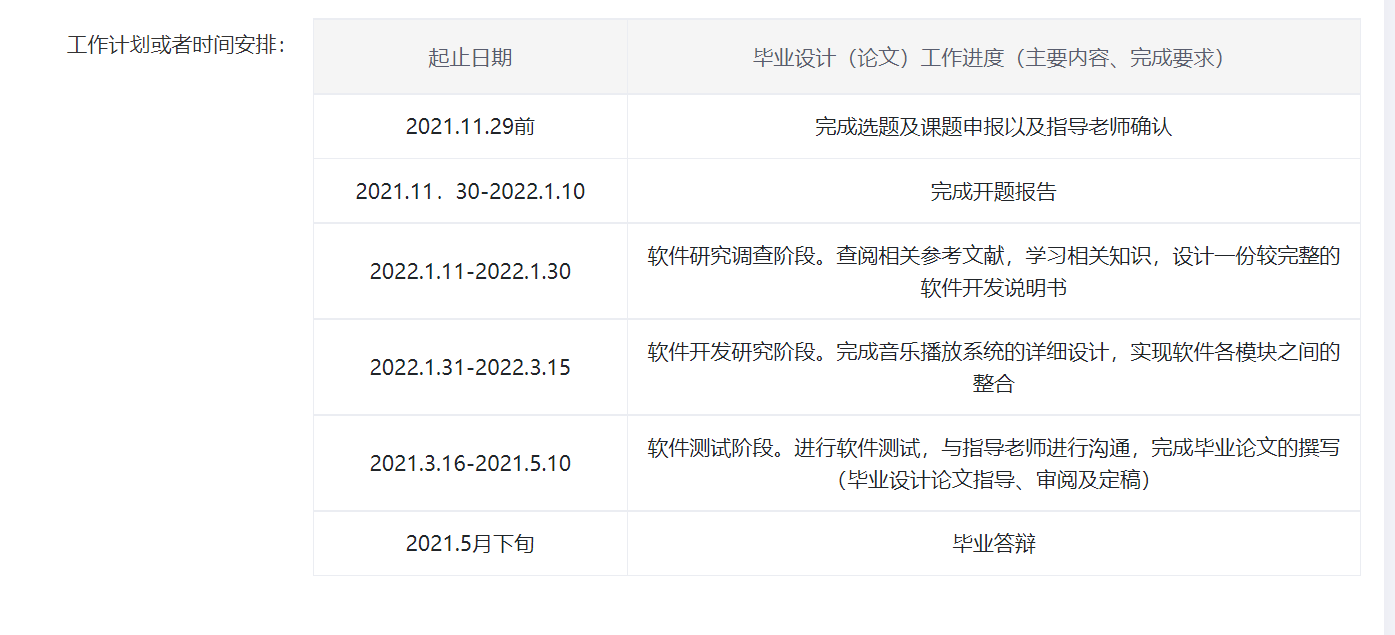 工作计划或者时间安排：
起止日期
毕业设计（论文）工作进度（主要内容、完成要求）
2021.11.29前
完成选题及课题申报以及指导老师确认
2021.11．30-2022.1.10
完成开题报告
2022.1.11-2022.1.30
软件研究调查阶段。查阅相关参考文献，学习相关知识，设计一份较完整的
软件开发说明书
2022.1.31-2022.3.15
软件开发研究阶段。完成音乐播放系统的详细设计，实现软件各模块之间的
整合
2021.3.16-2021.5.10
软件测试阶段。进行软件测试，与指导老师进行沟通，完成毕业论文的撰写
（毕业设计论文指导、审阅及定稿）
2021.5月下旬
毕业答辩